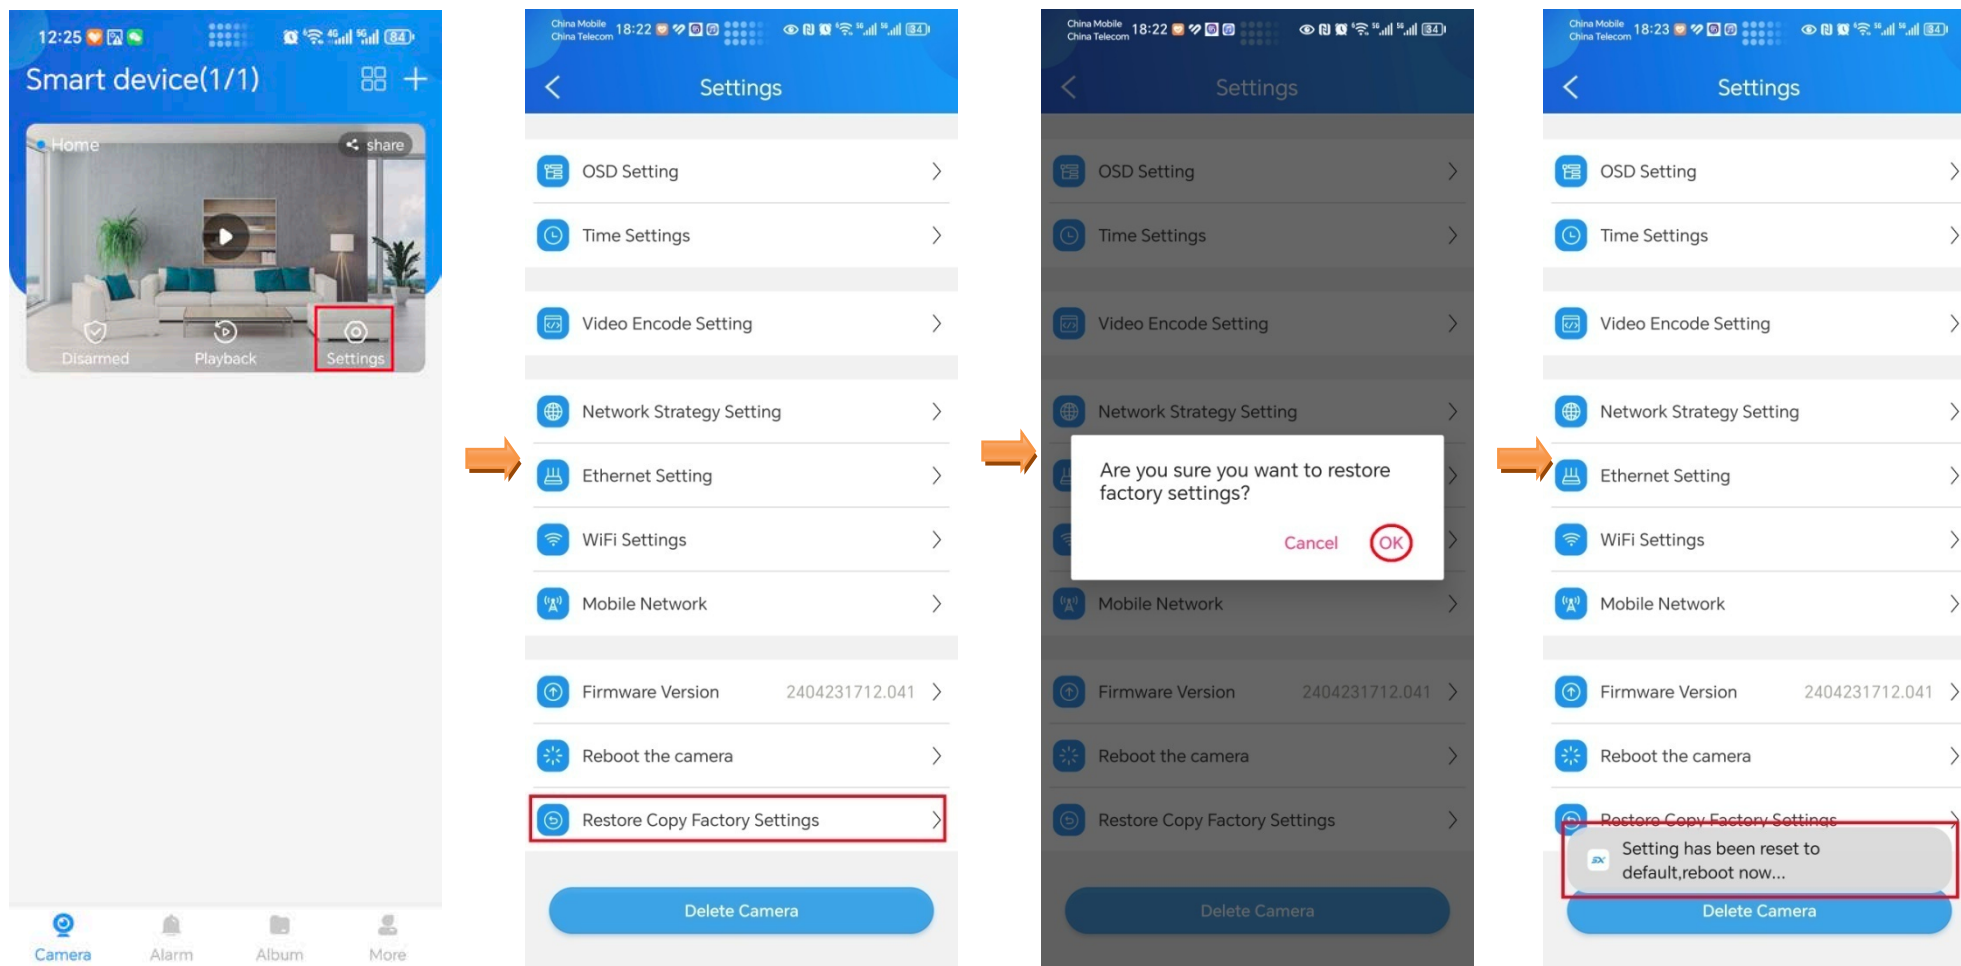 12:25
84
Smart device(1/1)
Home
share
Disarmed
Playback
Settings
Camera
Alarm
Album
More
China Mobile
China Telecom
18:22
84
Settings
OSD Setting
Time Settings
Video Encode Setting
Network Strategy Setting
Ethernet Setting
WiFi Settings
Mobile Network
Firmware Version 2404231712.041
Reboot the camera
Restore Copy Factory Settings
Delete Camera
China Mobile
China Telecom
18:22
84
Settings
OSD Setting
Time Settings
Video Encode Setting
Network Strategy Setting
Are you sure you want to restore
factory settings?
Cancel OK
Mobile Network
Firmware Version 2404231712.041
Reboot the camera
Restore Copy Factory Settings
Delete Camera
China Mobile
China Telecom
18:23
84
Settings
OSD Setting
Time Settings
Video Encode Setting
Network Strategy Setting
Ethernet Setting
WiFi Settings
Mobile Network
Firmware Version 2404231712.041
Reboot the camera
Restore Copy Factory Settings
Setting has been reset to
default,reboot now...
Delete Camera